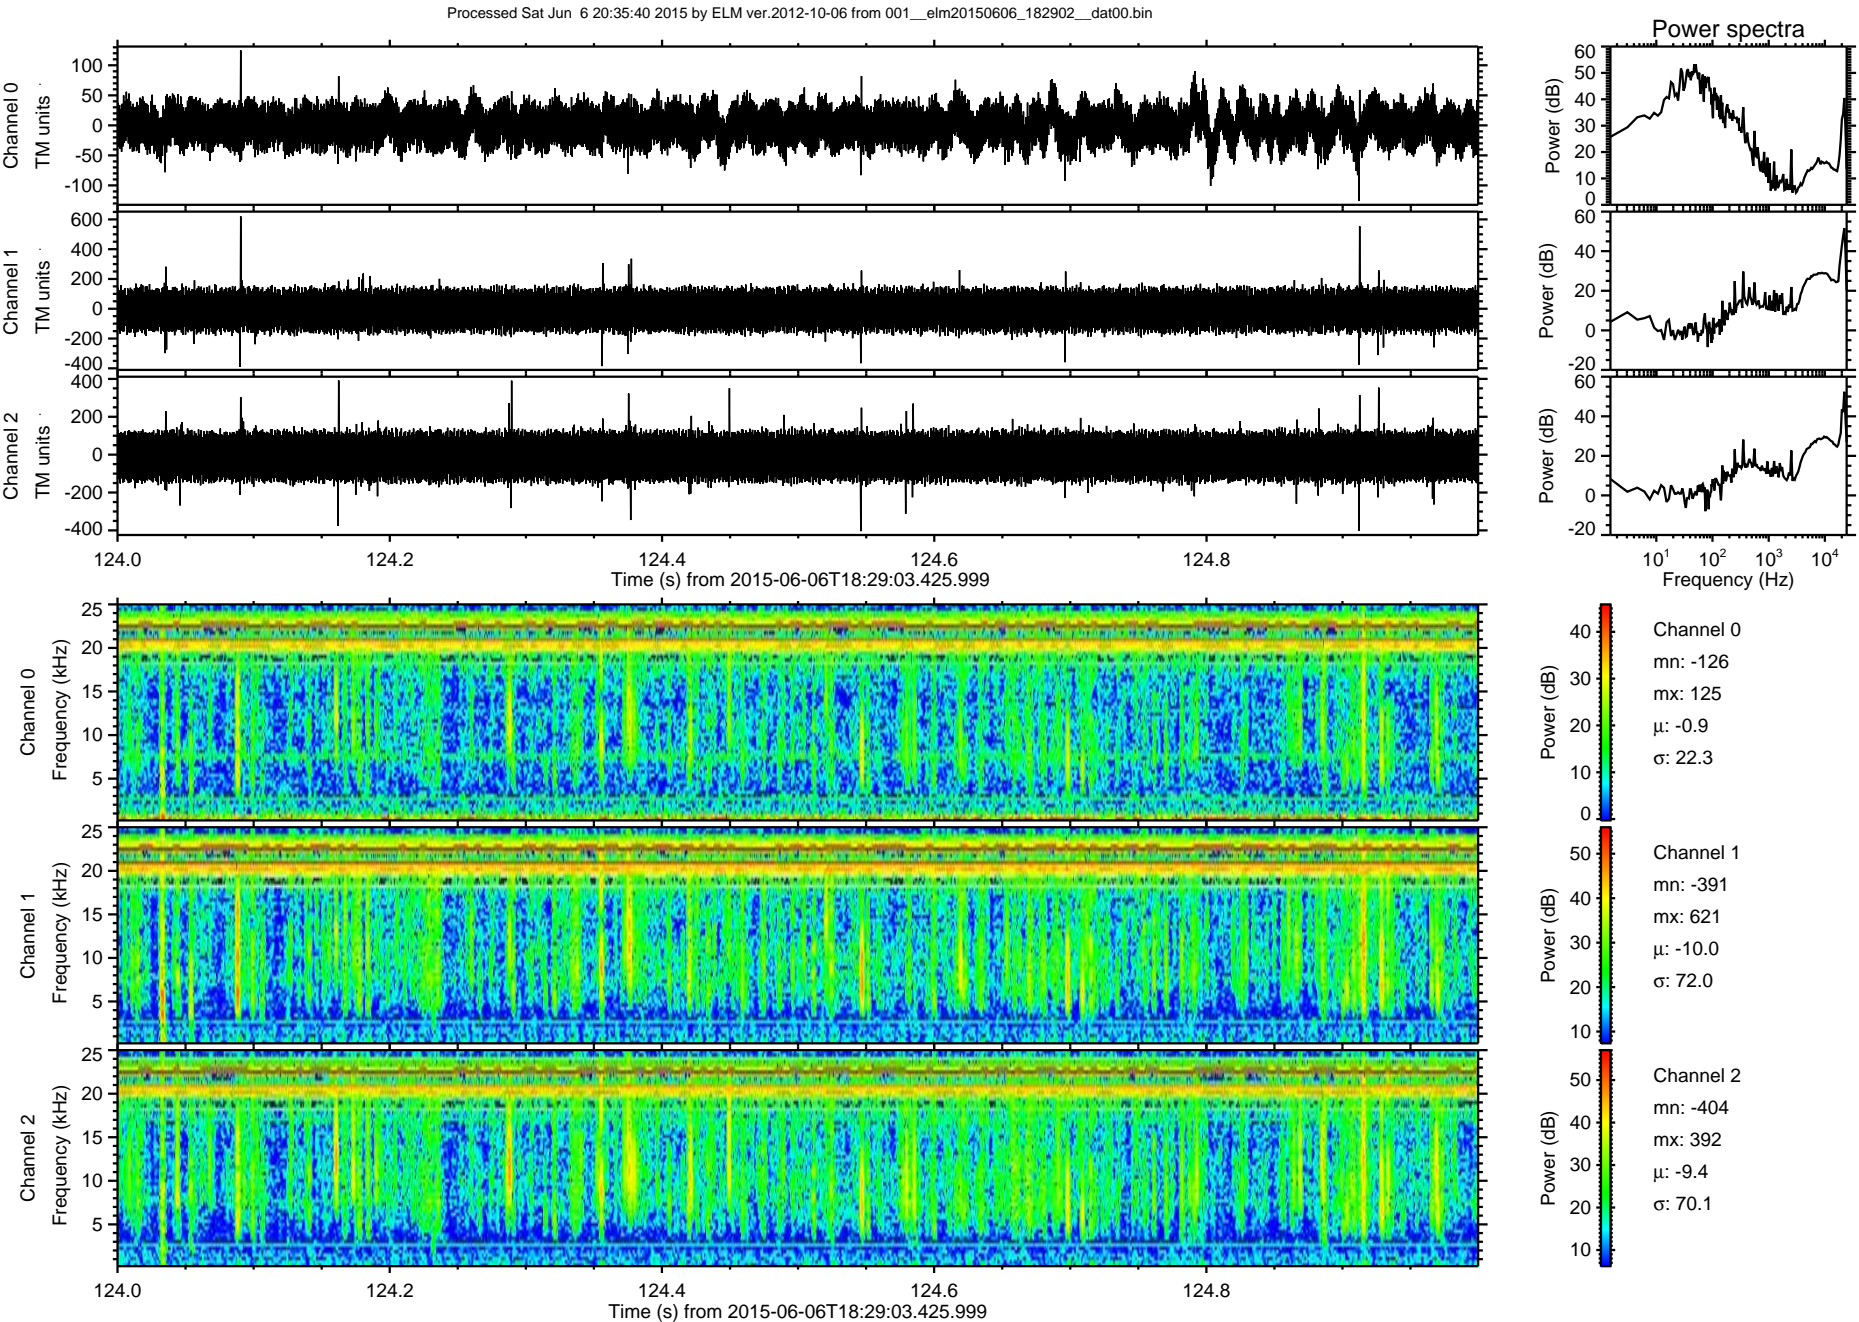 Processed Sat Jun  6 20:35:40 2015 by ELM ver.2012-10-06 from 001__elm20150606_182902__dat00.bin
Power spectra
Channel 0
TM units
100
50
0
-50
-100
Power (dB)
60
50
40
30
20
10
0
Channel 1
TM units
600
400
200
0
-200
-400
Power (dB)
60
40
20
0
-20
Channel 2
TM units
400
200
0
-200
-400
Power (dB)
60
40
20
0
-20
124.0 124.2 124.4 124.6 124.8
Time (s) from 2015-06-06T18:29:03.425.999
10¹ 10² 10³ 10⁴
Frequency (Hz)
Channel 0
Frequency (kHz)
25
20
15
10
5
Power (dB)
40
30
20
10
0
Channel 0
mn: -126
mx: 125
μ: -0.9
σ: 22.3
Channel 1
Frequency (kHz)
25
20
15
10
5
Power (dB)
50
40
30
20
10
Channel 1
mn: -391
mx: 621
μ: -10.0
σ: 72.0
Channel 2
Frequency (kHz)
25
20
15
10
5
Power (dB)
50
40
30
20
10
Channel 2
mn: -404
mx: 392
μ: -9.4
σ: 70.1
124.0 124.2 124.4 124.6 124.8
Time (s) from 2015-06-06T18:29:03.425.999